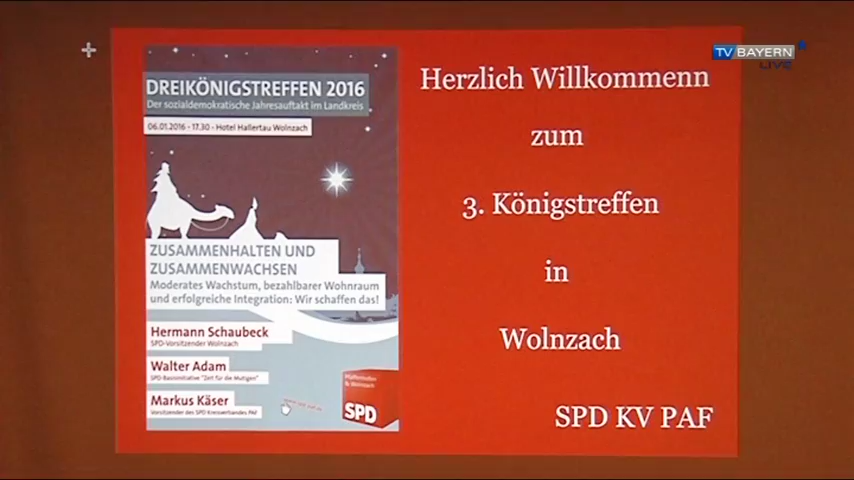 TV BAYERN
LIVE
DREIKÖNIGSTREFFEN 2016
Der sozialdemokratische Jahresauftakt im Landkreis
06.01.2016 - 17.30 - Hotel Hallertau Wolnzach
ZUSAMMENHALTEN UND
ZUSAMMENWACHSEN
Moderates Wachstum, bezahlbarer Wohnraum
und erfolgreiche Integration: Wir schaffen das!
Hermann Schaubeck
SPD-Vorsitzender Wolnzach
Walter Adam
SPD-Basisinitiative "Zeit für die Mutigen"
Markus Käser
Vorsitzender des SPD Kreisverbandes PAF
Pfaffenhofen
& Wolnzach
SPD
Herzlich Willkommenn
zum
3. Königstreffen
in
Wolnzach
SPD KV PAF